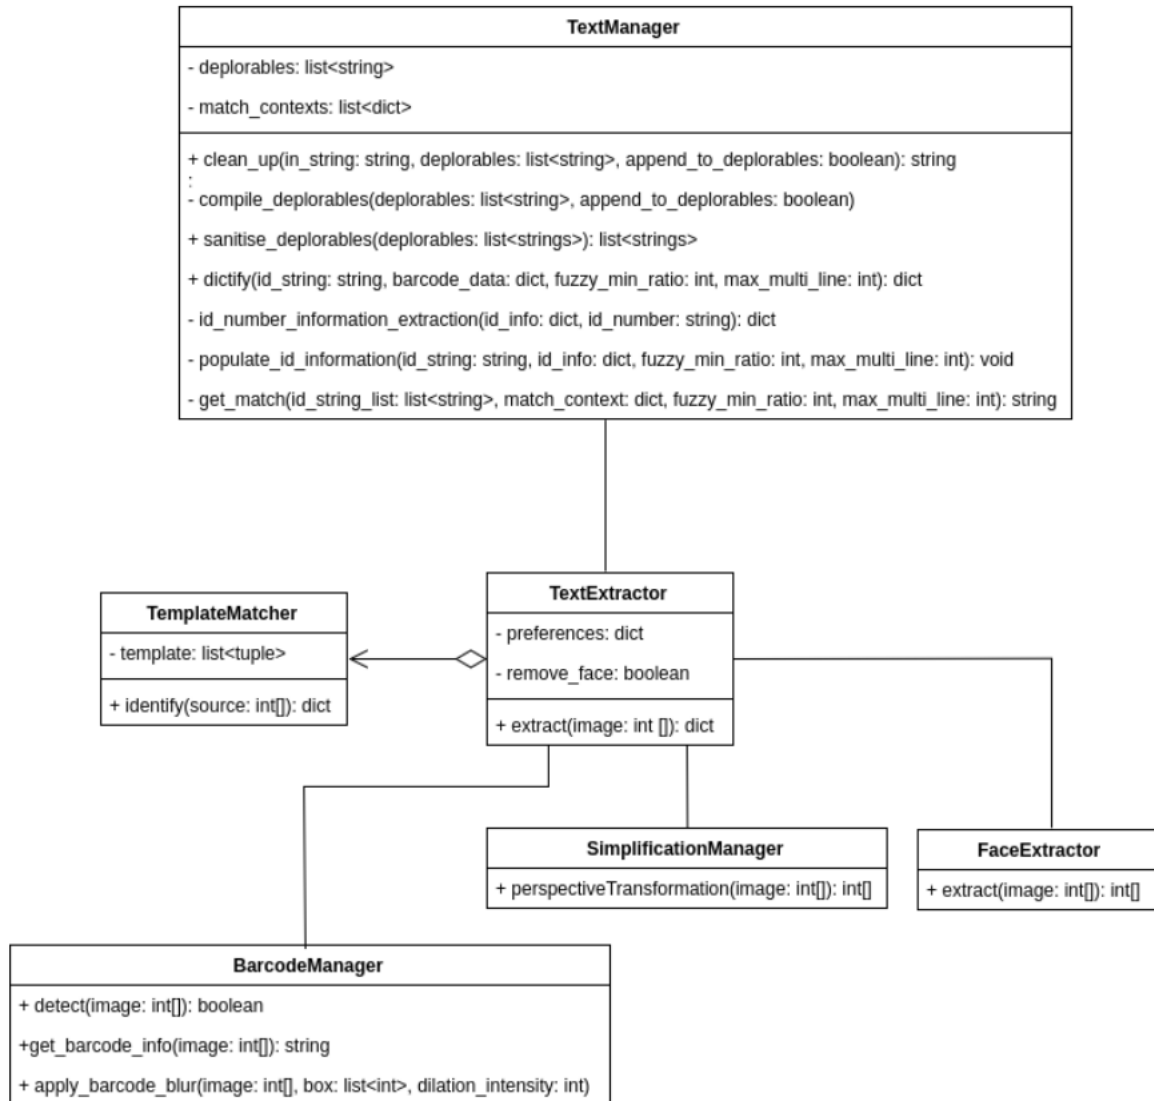 TextManager
- deplorables: list<string>
- match_contexts: list<dict>
+ clean_up(in_string: string, deplorables: list<string>, append_to_deplorables: boolean): string
:
- compile_deplorables(deplorables: list<string>, append_to_deplorables: boolean)
+ sanitise_deplorables(deplorables: list<strings>): list<strings>
+ dictify(id_string: string, barcode_data: dict, fuzzy_min_ratio: int, max_multi_line: int): dict
- id_number_information_extraction(id_info: dict, id_number: string): dict
- populate_id_information(id_string: string, id_info: dict, fuzzy_min_ratio: int, max_multi_line: int): void
- get_match(id_string_list: list<string>, match_context: dict, fuzzy_min_ratio: int, max_multi_line: int): string
TemplateMatcher
- template: list<tuple>
+ identify(source: int[]): dict
TextExtractor
- preferences: dict
- remove_face: boolean
+ extract(image: int []): dict
SimplificationManager
+ perspectiveTransformation(image: int[]): int[]
FaceExtractor
+ extract(image: int[]): int[]
BarcodeManager
+ detect(image: int[]): boolean
+get_barcode_info(image: int[]): string
+ apply_barcode_blur(image: int[], box: list<int>, dilation_intensity: int)